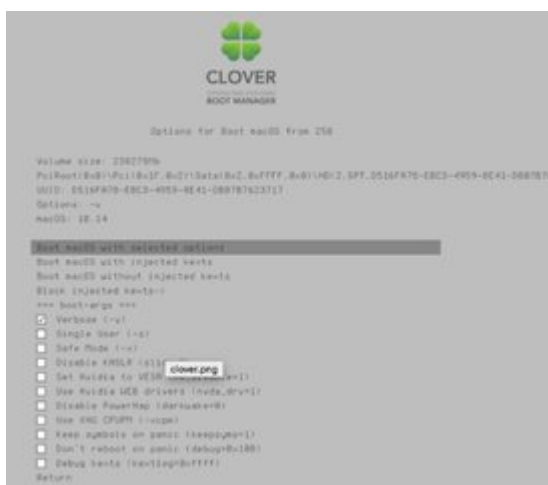 CLOVER
BOOT MANAGER
Options for Boot macOS from 250
Volume size: 238279Mb
UUID: D516FA70-E8CD-4959-8E41-
Options: -v
macOS: 10.14
Boot macOS with selected options
Boot macOS with injected kexts
Boot macOS without injected kexts
Block injected kexts->
=== boot-args ===
Verbose (-v)
Single User (-s)
Safe Mode (-x)
Disable KASLR
clover.png
Set Nvidia to VESA
Use Nvidia WEB drivers (nvda_drv=1)
Disable PowerNap (darkwake=0)
Use XNU CPUPM (-xcpm)
Keep symbols on panic (keepsyms=1)
Don't reboot on panic (debug=0x100)
Debug kexts (kextlog=0xffff)
Return